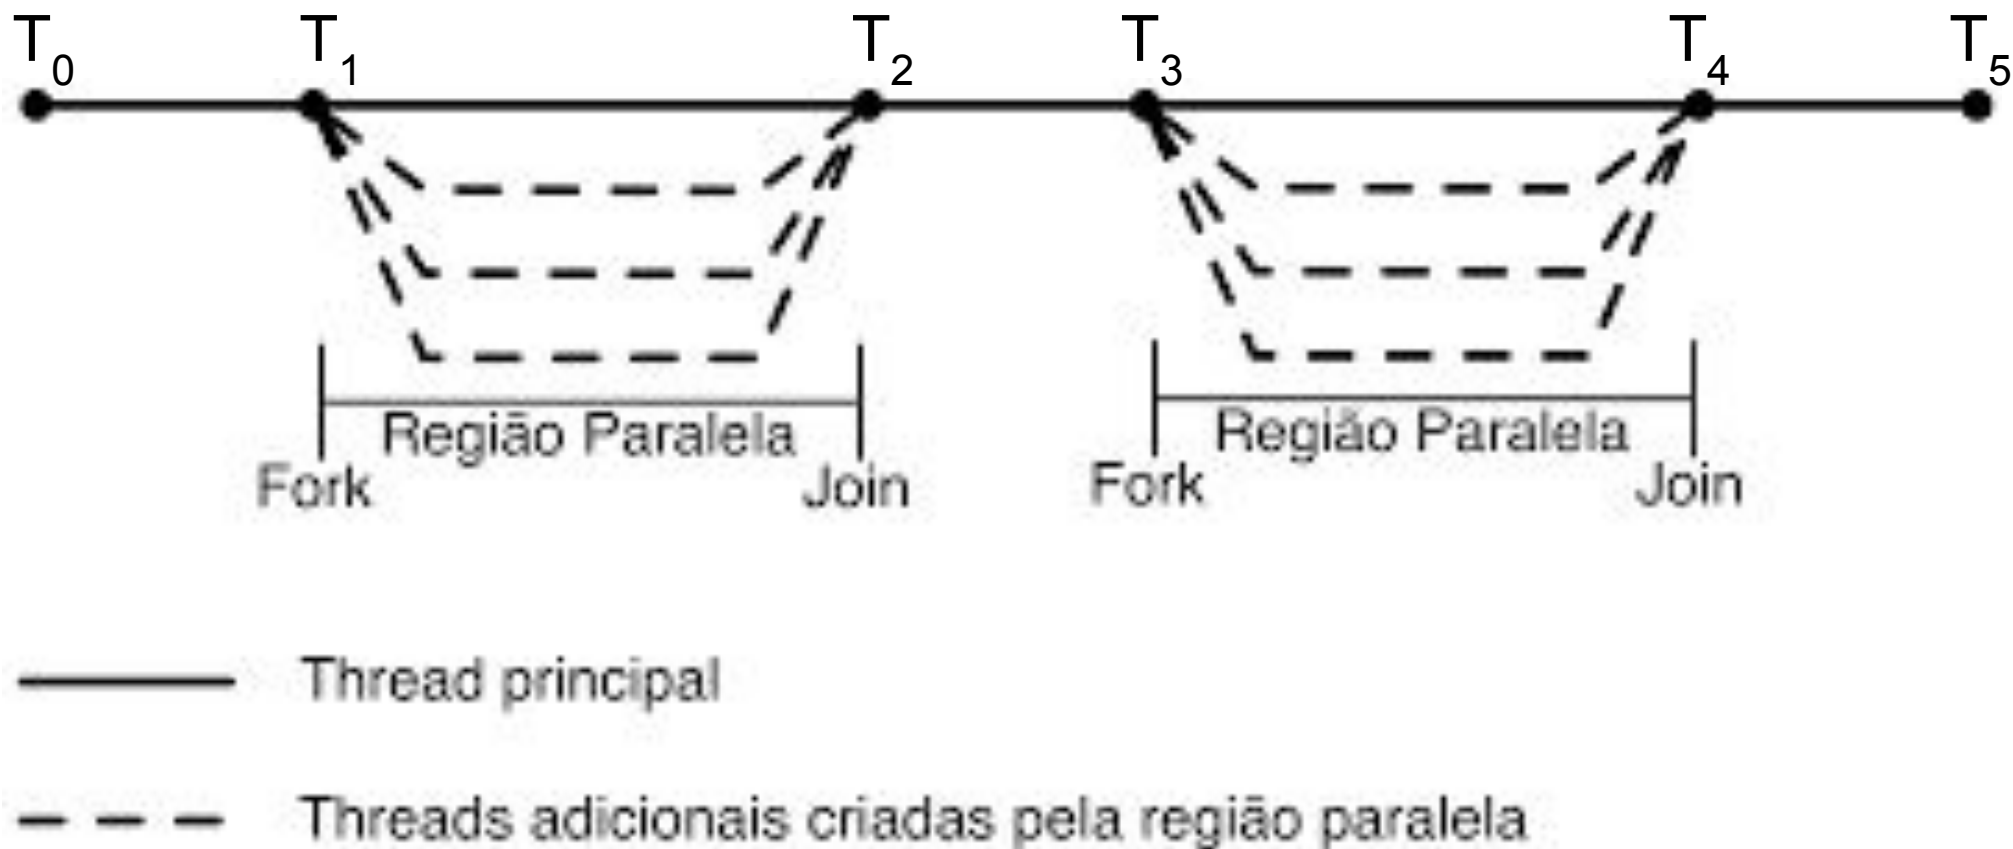 T0 T1 T2 T3 T4 T5
Região Paralela Região Paralela
Fork Join Fork Join
Thread principal
Threads adicionais criadas pela região paralela